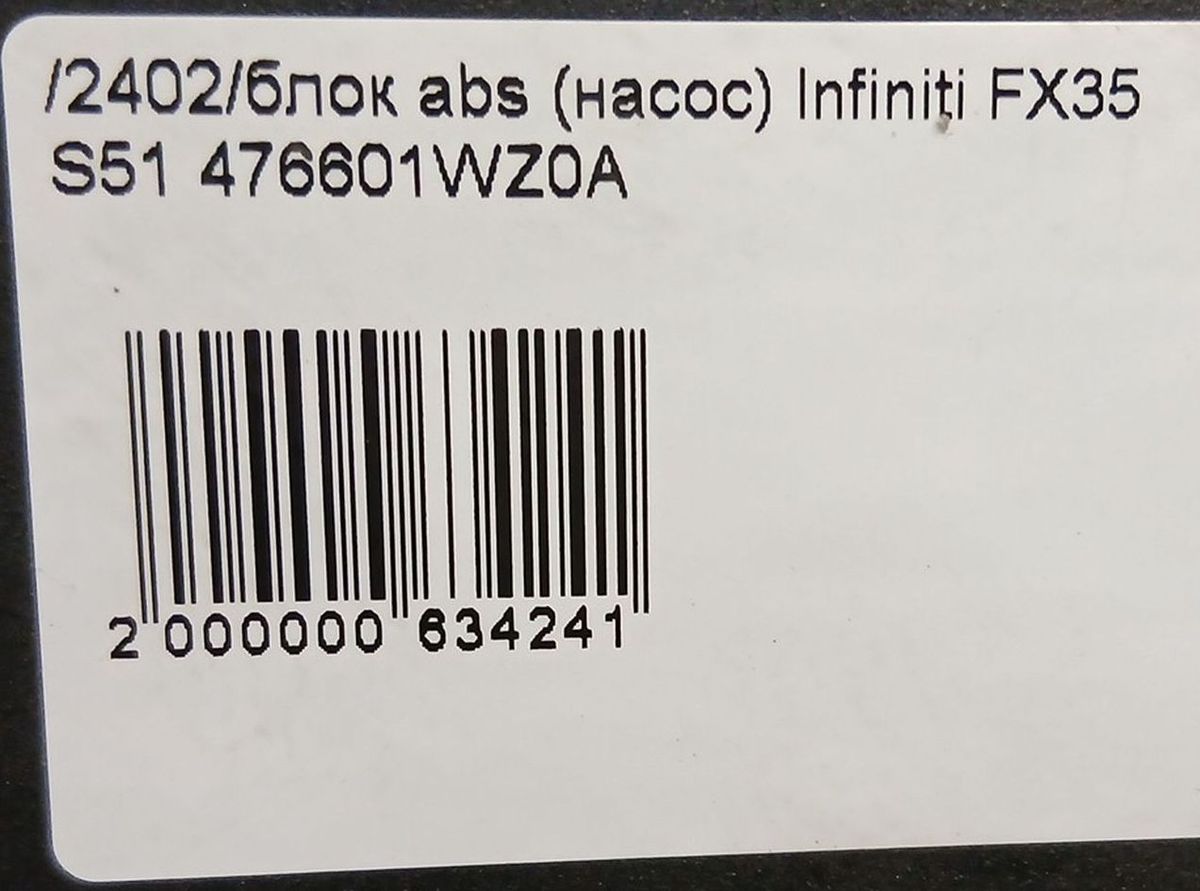 /2402/блок abs (насос) Infiniti FX35
S51 476601WZ0A
2 000000 634241